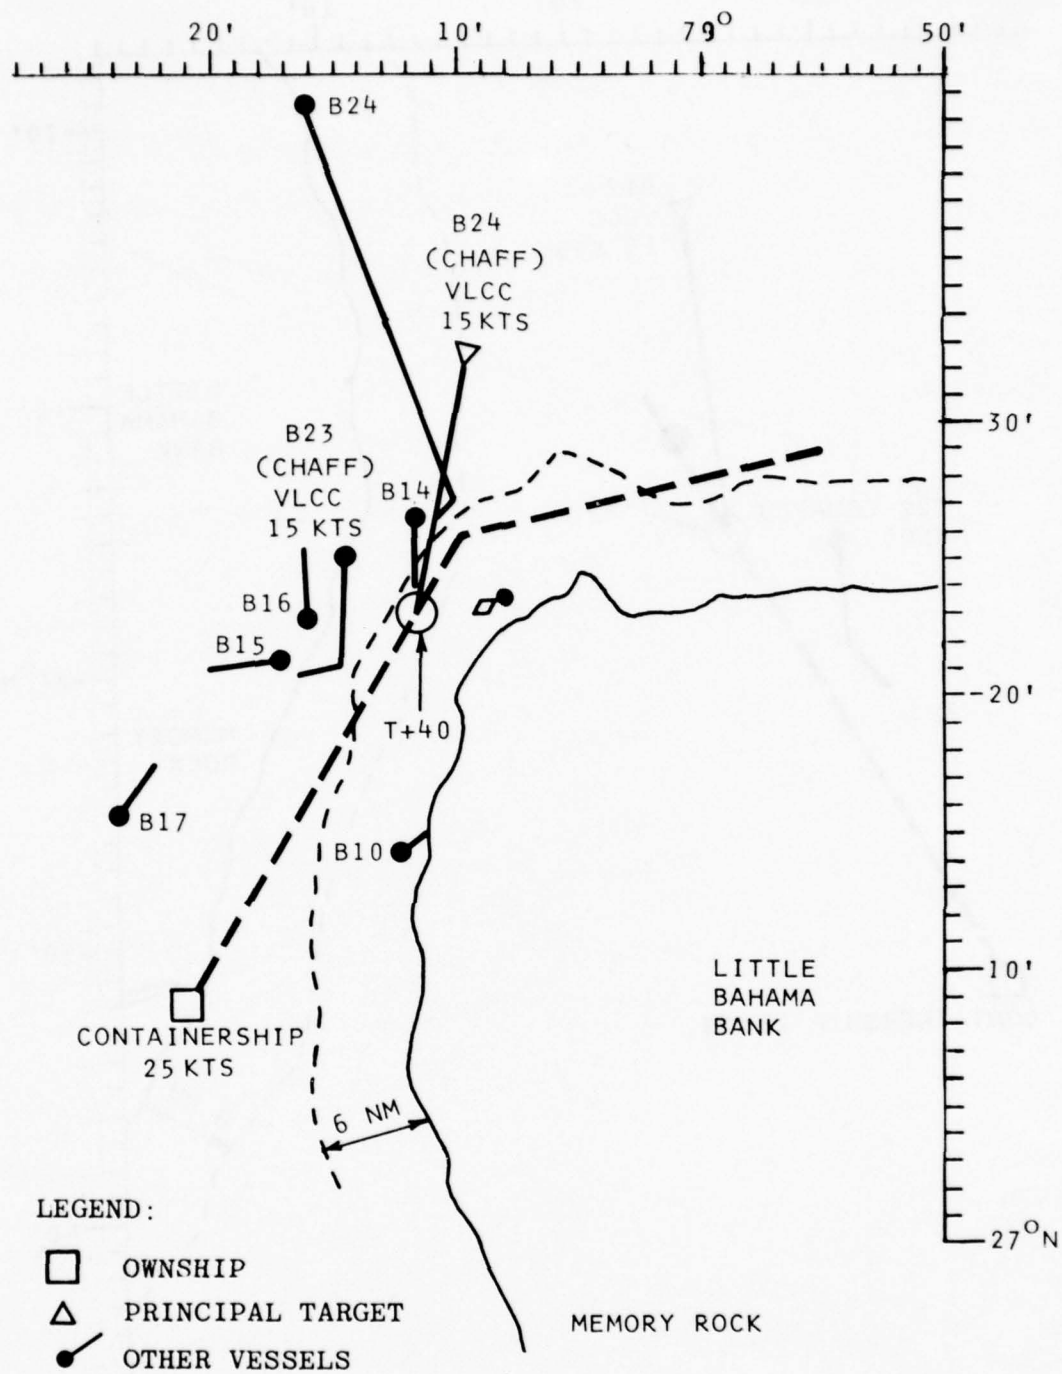 20' 10' 79° 50'
B24
B24
(CHAFF)
VLCC
15 KTS
30'
B23
(CHAFF)
VLCC
15 KTS
B14
B16
B15
20'
T+40
B17
B10
LITTLE
BAHAMA
BANK
10'
CONTAINERSHIP
25 KTS
6 NM
27°N
LEGEND:
OWNSHIP
PRINCIPAL TARGET
OTHER VESSELS
MEMORY ROCK